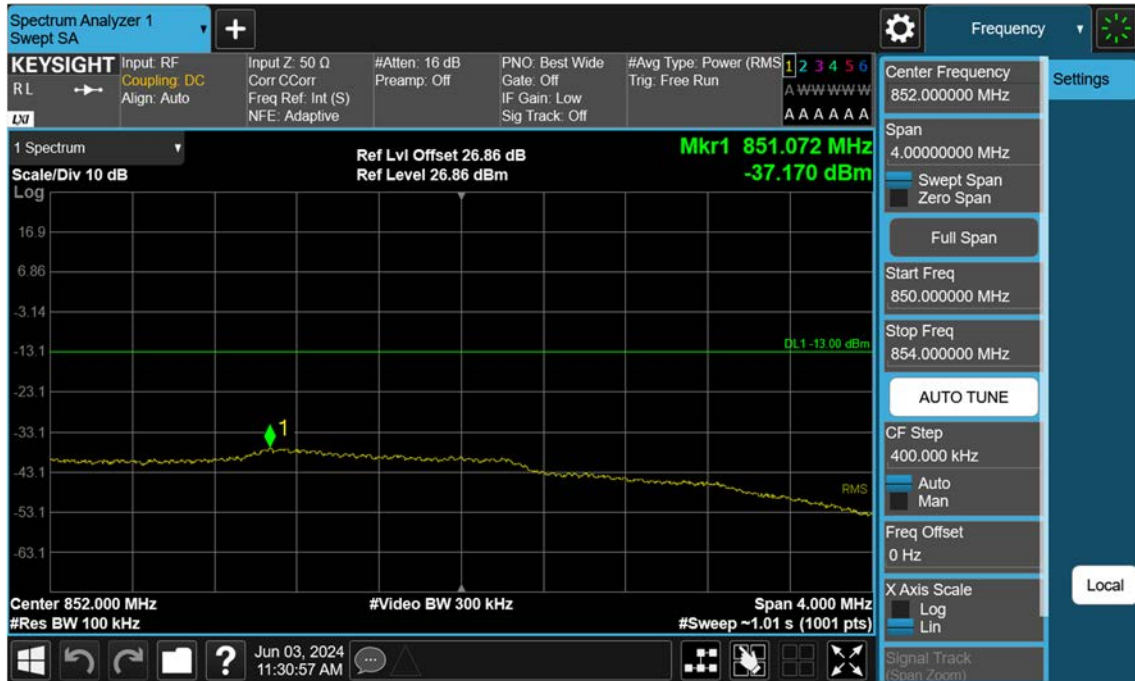 Spectrum Analyzer 1
Swept SA
+
Frequency
KEYSIGHT
RL
LXI
Input: RF
Coupling: DC
Align: Auto
Input Z: 50 Ω
Corr CCorr
Freq Ref: Int (S)
NFE: Adaptive
#Atten: 16 dB
Preamp: Off
PNO: Best Wide
Gate: Off
IF Gain: Low
Sig Track: Off
#Avg Type: Power (RMS
Trig: Free Run
1 2 3 4 5 6
A W W W W W
A A A A A A
1 Spectrum
Scale/Div 10 dB
Ref Lvl Offset 26.86 dB
Ref Level 26.86 dBm
Mkr1 851.072 MHz
-37.170 dBm
Log
16.9
6.86
-3.14
-13.1
-23.1
-33.1
-43.1
-53.1
-63.1
DL1 -13.00 dBm
1
RMS
Center 852.000 MHz
#Video BW 300 kHz
Span 4.000 MHz
#Res BW 100 kHz
#Sweep ~1.01 s (1001 pts)
Center Frequency
852.000000 MHz
Settings
Span
4.00000000 MHz
Swept Span
Zero Span
Full Span
Start Freq
850.000000 MHz
Stop Freq
854.000000 MHz
AUTO TUNE
CF Step
400.000 kHz
Auto
Man
Freq Offset
0 Hz
X Axis Scale
Log
Lin
Local
Signal Track
(Span Zoom)
?
Jun 03, 2024
11:30:57 AM